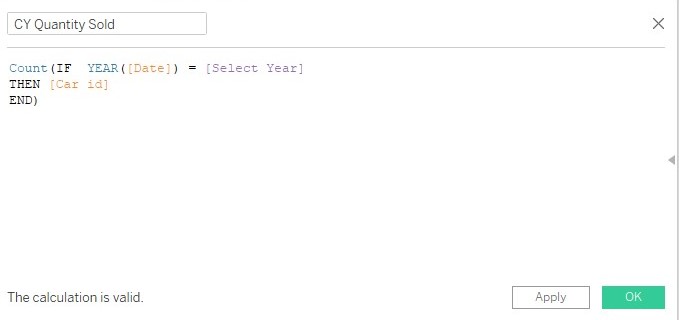 CY Quantity Sold
Count(IF  YEAR([Date]) = [Select Year]
THEN [Car id]
END)
The calculation is valid.
Apply
OK